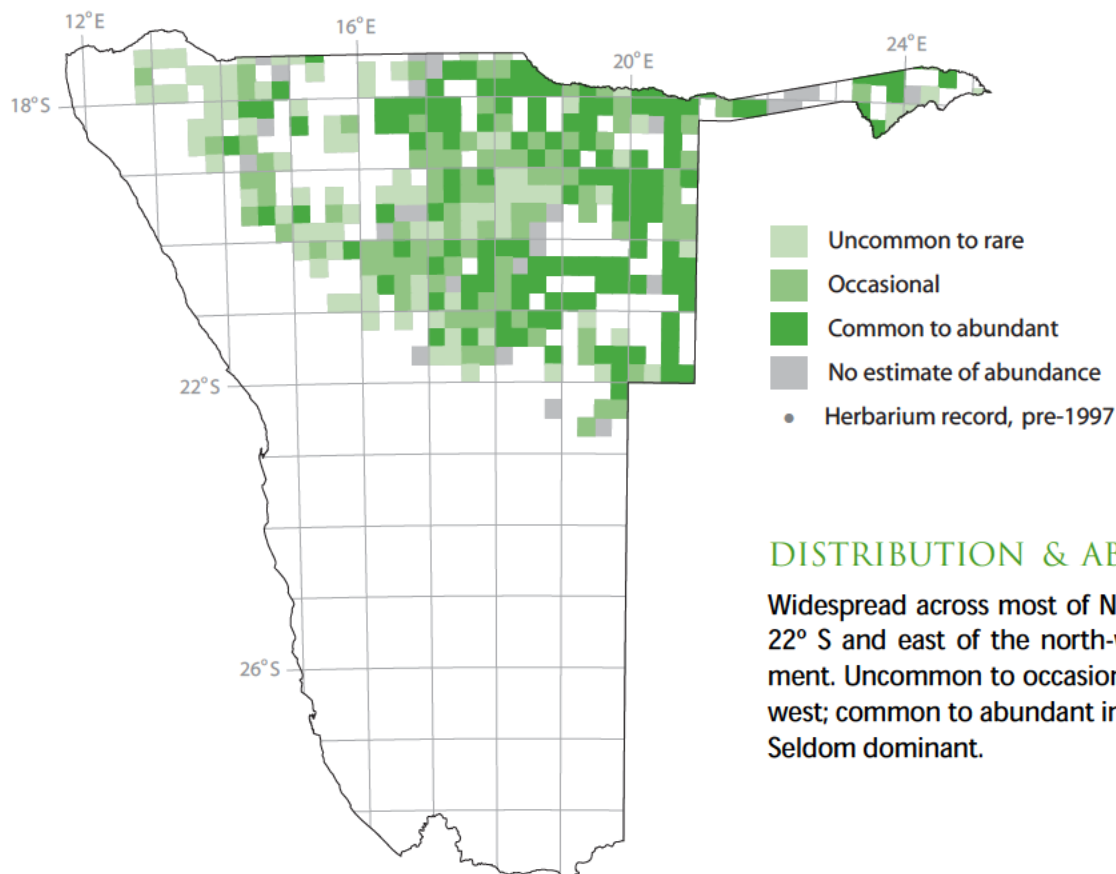 12°E
16°E
20°E
24°E
18°S
22°S
26°S
Uncommon to rare
Occasional
Common to abundant
No estimate of abundance
Herbarium record, pre-1997
DISTRIBUTION & AB
Widespread across most of N
22º S and east of the north-
ment. Uncommon to occasion
west; common to abundant in
Seldom dominant.